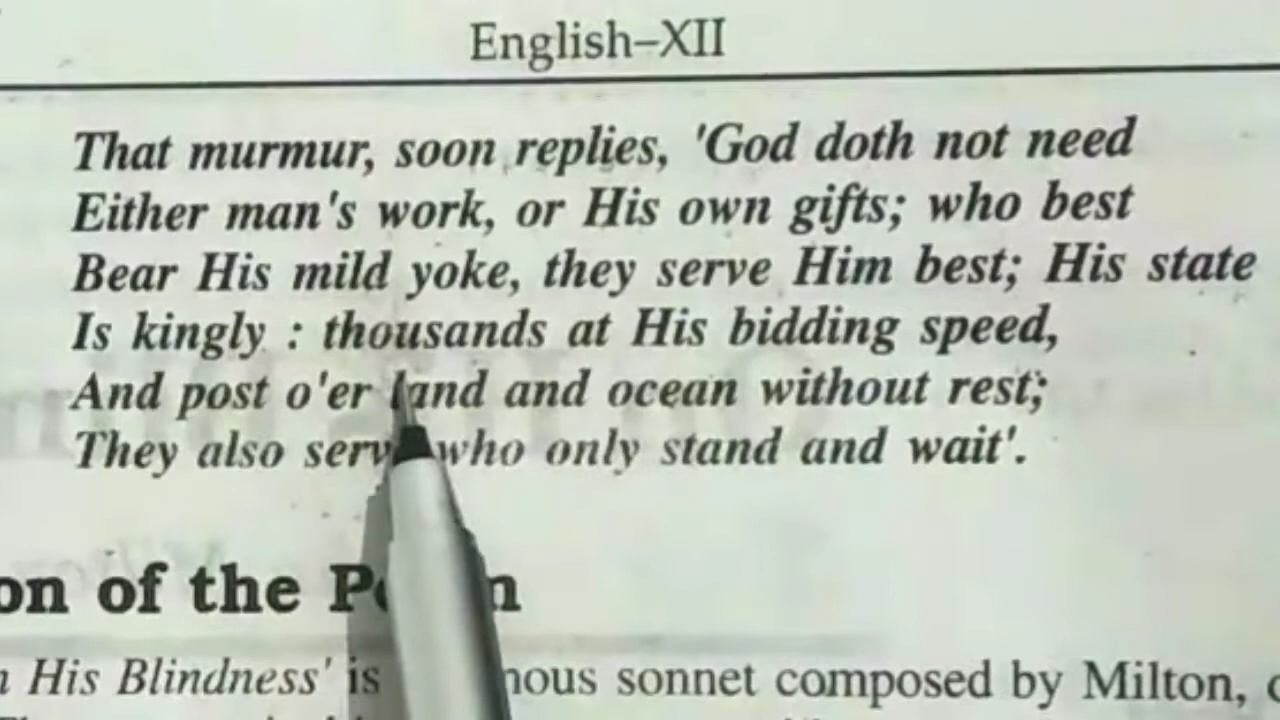 English–XII
That murmur, soon replies, 'God doth not need
Either man's work, or His own gifts; who best
Bear His mild yoke, they serve Him best; His state
Is kingly : thousands at His bidding speed,
And post o'er land and ocean without rest;
They also serv who only stand and wait'.
on of the P
His Blindness' is nous sonnet composed by Milton,